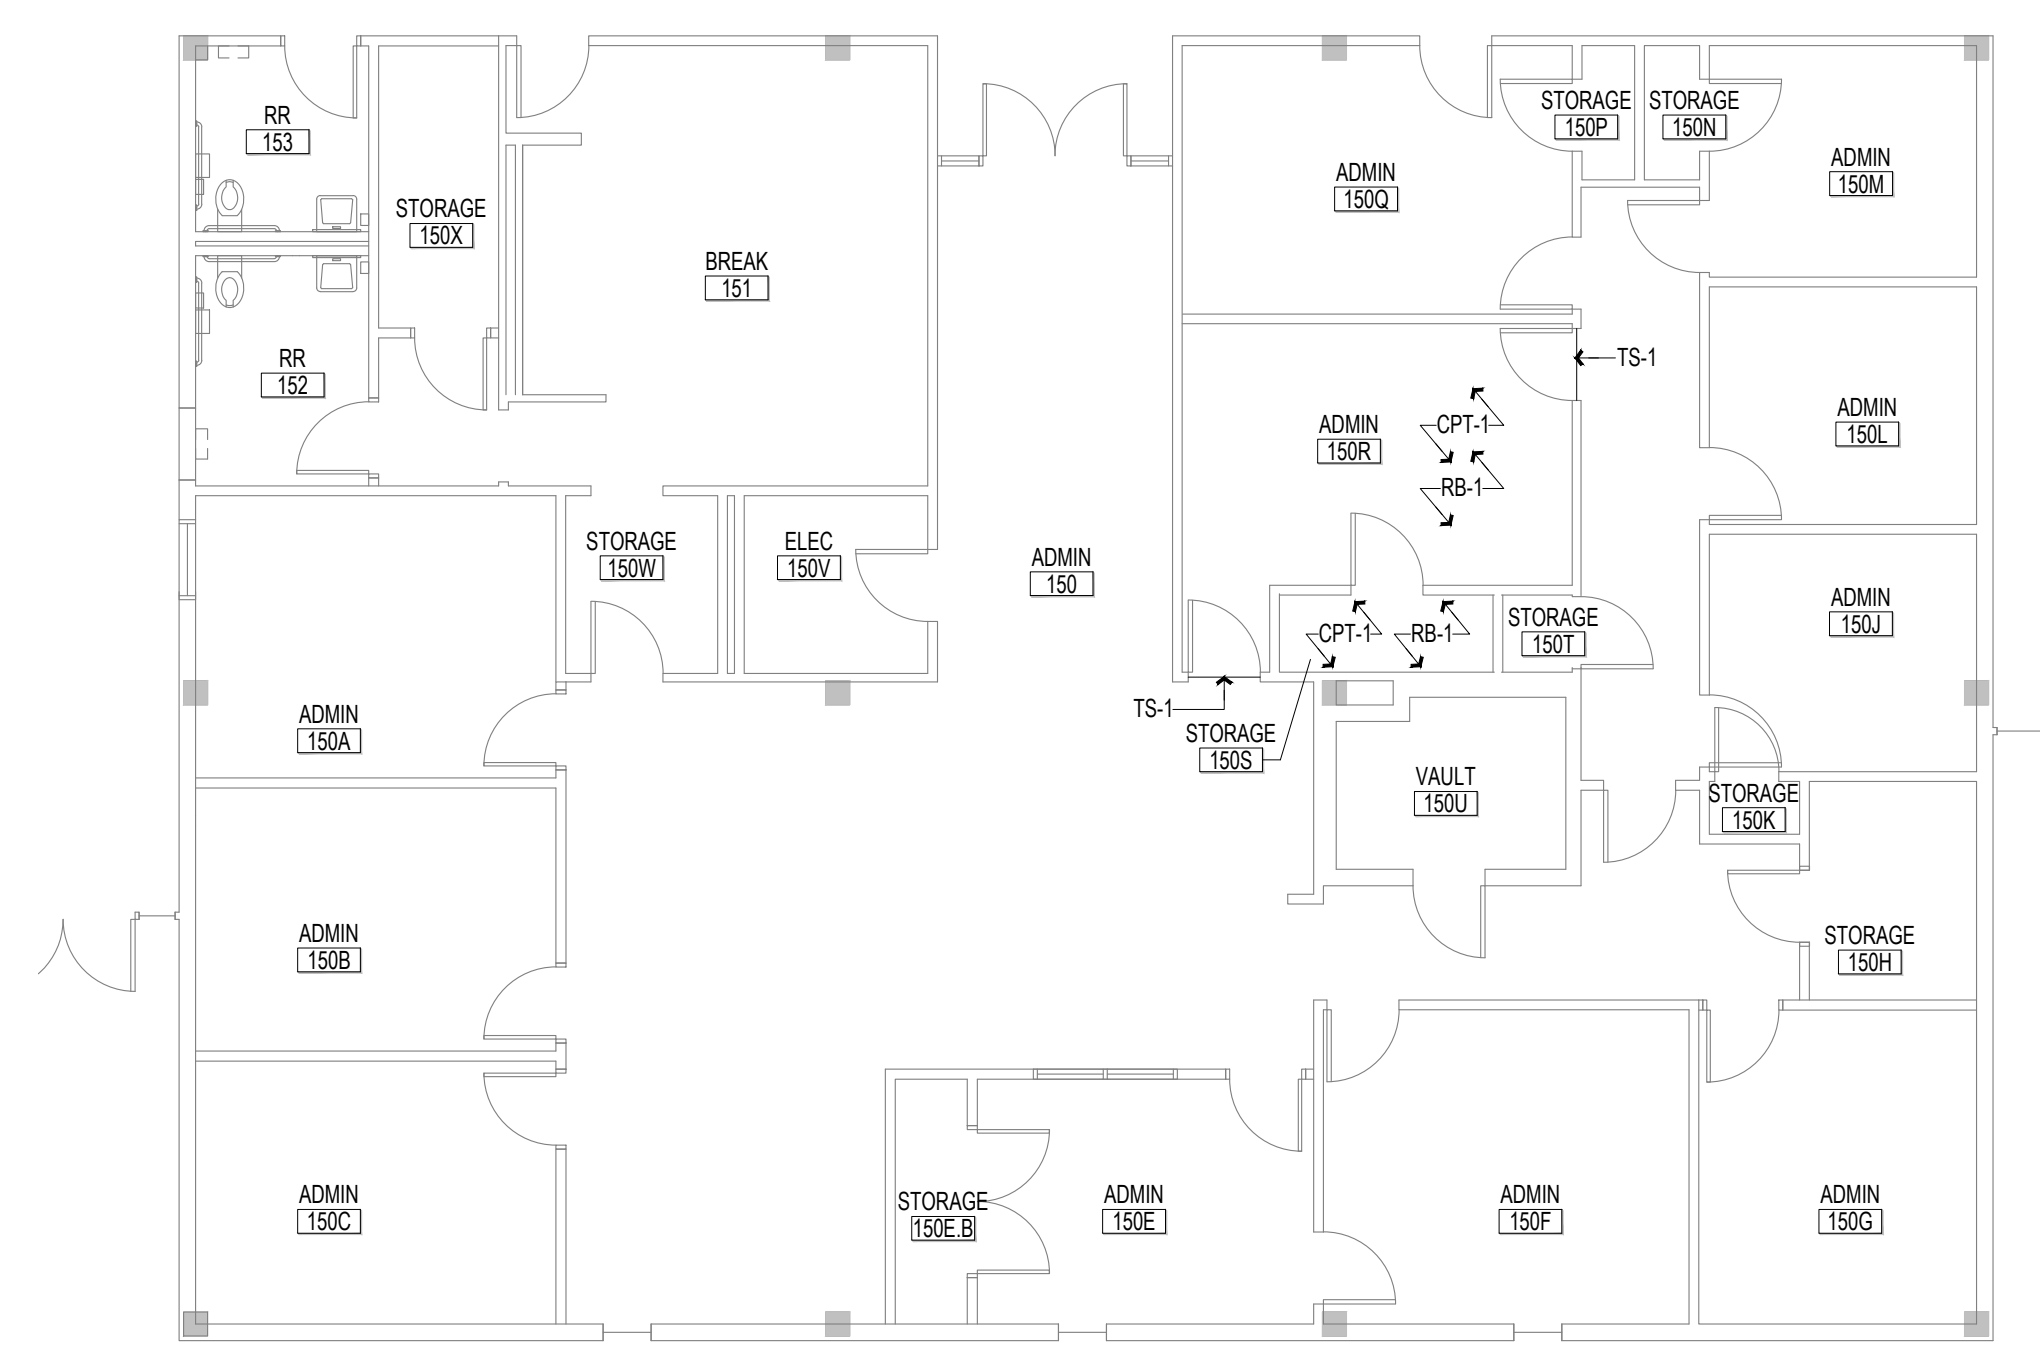 RR
153
STORAGE
150X
BREAK
151
RR
152
ADMIN
150Q
STORAGE
150P
STORAGE
150N
ADMIN
150M
TS-1
ADMIN
150R
CPT-1
RB-1
ADMIN
150L
STORAGE
150W
ELEC
150V
ADMIN
150
CPT-1
RB-1
STORAGE
150T
ADMIN
150J
ADMIN
150A
TS-1
STORAGE
150S
VAULT
150U
STORAGE
150K
ADMIN
150B
STORAGE
150H
ADMIN
150C
STORAGE
150E.B
ADMIN
150E
ADMIN
150F
ADMIN
150G